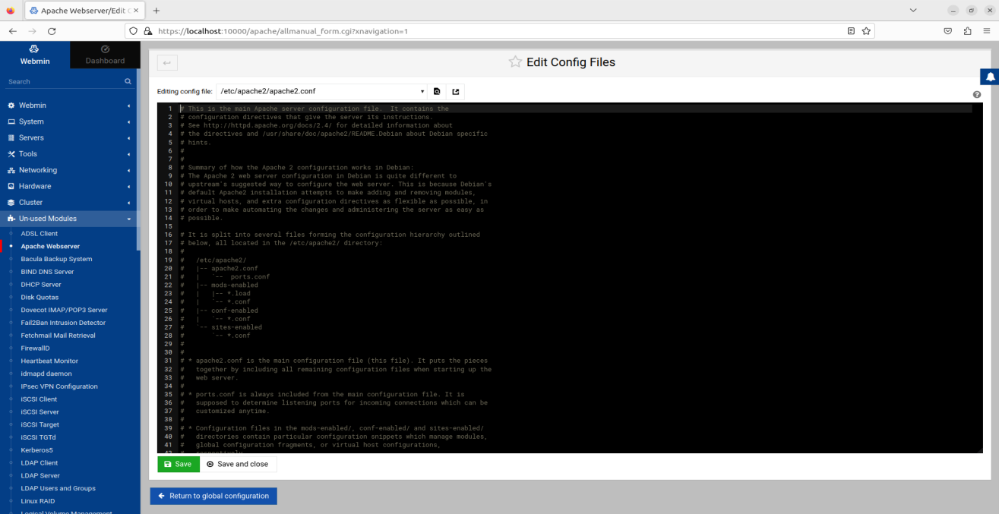 Apache Webserver/Edit C
https://localhost:10000/apache/allmanual_form.cgi?xnavigation=1
Webmin
Dashboard
Search
Webmin
System
Servers
Tools
Networking
Hardware
Cluster
Un-used Modules
ADSL Client
Apache Webserver
Bacula Backup System
BIND DNS Server
DHCP Server
Disk Quotas
Dovecot IMAP/POP3 Server
Fail2Ban Intrusion Detector
Fetchmail Mail Retrieval
FirewallD
Heartbeat Monitor
idmapd daemon
IPsec VPN Configuration
iSCSI Client
iSCSI Server
iSCSI Target
iSCSI TGTd
Kerberos5
LDAP Client
LDAP Server
LDAP Users and Groups
Linux RAID
Logical Volume Management
Edit Config Files
Editing config file: /etc/apache2/apache2.conf
1 # This is the main Apache server configuration file.  It contains the
2 # configuration directives that give the server its instructions.
3 # See http://httpd.apache.org/docs/2.4/ for detailed information about
4 # the directives and /usr/share/doc/apache2/README.Debian about Debian specific
5 # hints.
6 #
7 #
8 # Summary of how the Apache 2 configuration works in Debian:
9 # The Apache 2 web server configuration in Debian is quite different to
10 # upstream's suggested way to configure the web server. This is because Debian's
11 # default Apache2 installation attempts to make adding and removing modules,
12 # virtual hosts, and extra configuration directives as flexible as possible, in
13 # order to make automating the changes and administering the server as easy as
14 # possible.
15
16 # It is split into several files forming the configuration hierarchy outlined
17 # below, all located in the /etc/apache2/ directory:
18 #
19 #   /etc/apache2/
20 #   |-- apache2.conf
21 #   |   `--  ports.conf
22 #   |-- mods-enabled
23 #   |   |-- *.load
24 #   |   `-- *.conf
25 #   |-- conf-enabled
26 #   |   `-- *.conf
27 #   `-- sites-enabled
28 #       `-- *.conf
29 #
30 #
31 # * apache2.conf is the main configuration file (this file). It puts the pieces
32 #   together by including all remaining configuration files when starting up the
33 #   web server.
34 #
35 # * ports.conf is always included from the main configuration file. It is
36 #   supposed to determine listening ports for incoming connections which can be
37 #   customized anytime.
38 #
39 # * Configuration files in the mods-enabled/, conf-enabled/ and sites-enabled/
40 #   directories contain particular configuration snippets which manage modules,
41 #   global configuration fragments, or virtual host configurations,
42 #   respectively.
Save
Save and close
Return to global configuration